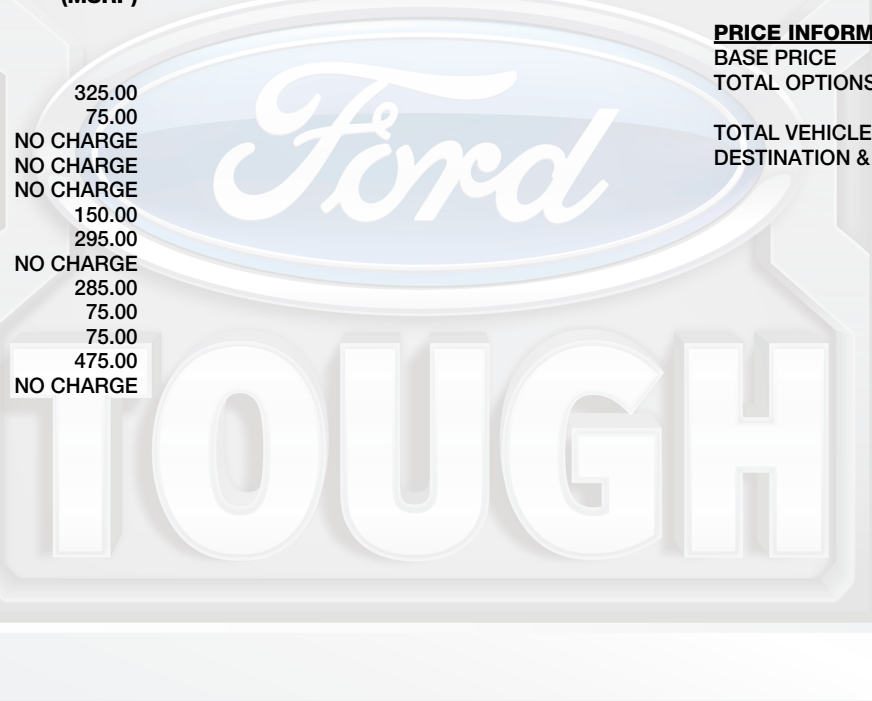 (MSRP)
325.00
75.00
NO CHARGE
NO CHARGE
NO CHARGE
150.00
295.00
NO CHARGE
285.00
75.00
75.00
475.00
NO CHARGE
PRICE INFORM
BASE PRICE
TOTAL OPTIONS
TOTAL VEHICLE
DESTINATION &
Ford
TOUGH